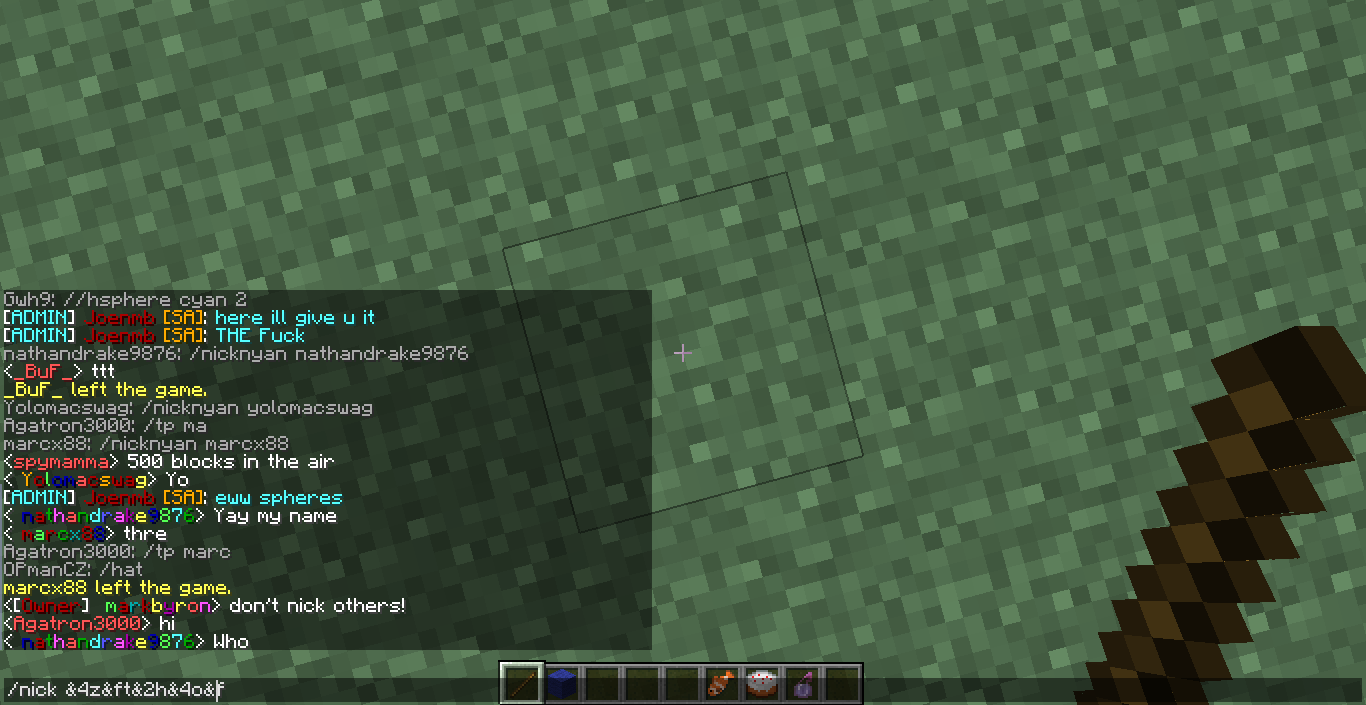 Gwh9: //hsphere cyan 2
[ADMIN] Joenmb [SA]: here ill give u it
[ADMIN] Joenmb [SA]: THE Fuck
nathandrake9876: /nicknyan nathandrake9876
<_BuF_> ttt
_BuF_ left the game.
Yolomacswag: /nicknyan yolomacswag
Agatron3000: /tp ma
marcx88: /nicknyan marcx88
<spymamma> 500 blocks in the air
< Yolomacswag> Yo
[ADMIN] Joenmb [SA]: eww spheres
< nathandrake9876> Yay my name
< marcx88> thre
Agatron3000: /tp marc
OPmanCZ: /hat
marcx88 left the game.
<[Owner] markbyron> don't nick others!
<Agatron3000> hi
< nathandrake9876> Who
/nick &4z&ft&2h&4o&f